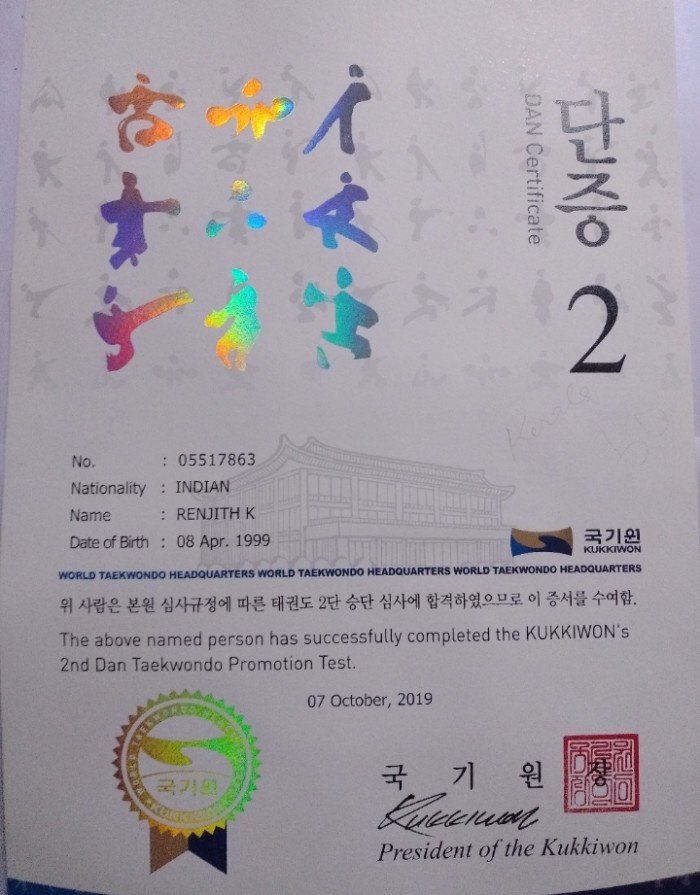 단증
DAN Certificate
2
No. : 05517863
Nationality : INDIAN
Name : RENJITH K
Date of Birth : 08 Apr. 1999
국기원
KUKKIWON
WORLD TAEKWONDO HEADQUARTERS WORLD TAEKWONDO HEADQUARTERS WORLD TAEKWONDO HEADQUARTERS
위 사람은 본원 심사규정에 따른 태권도 2단 승단 심사에 합격하였으므로 이 증서를 수여함.
The above named person has successfully completed the KUKKIWON's
2nd Dan Taekwondo Promotion Test.
07 October, 2019
국기원
국 기 원 장
Kukkiwon
President of the Kukkiwon